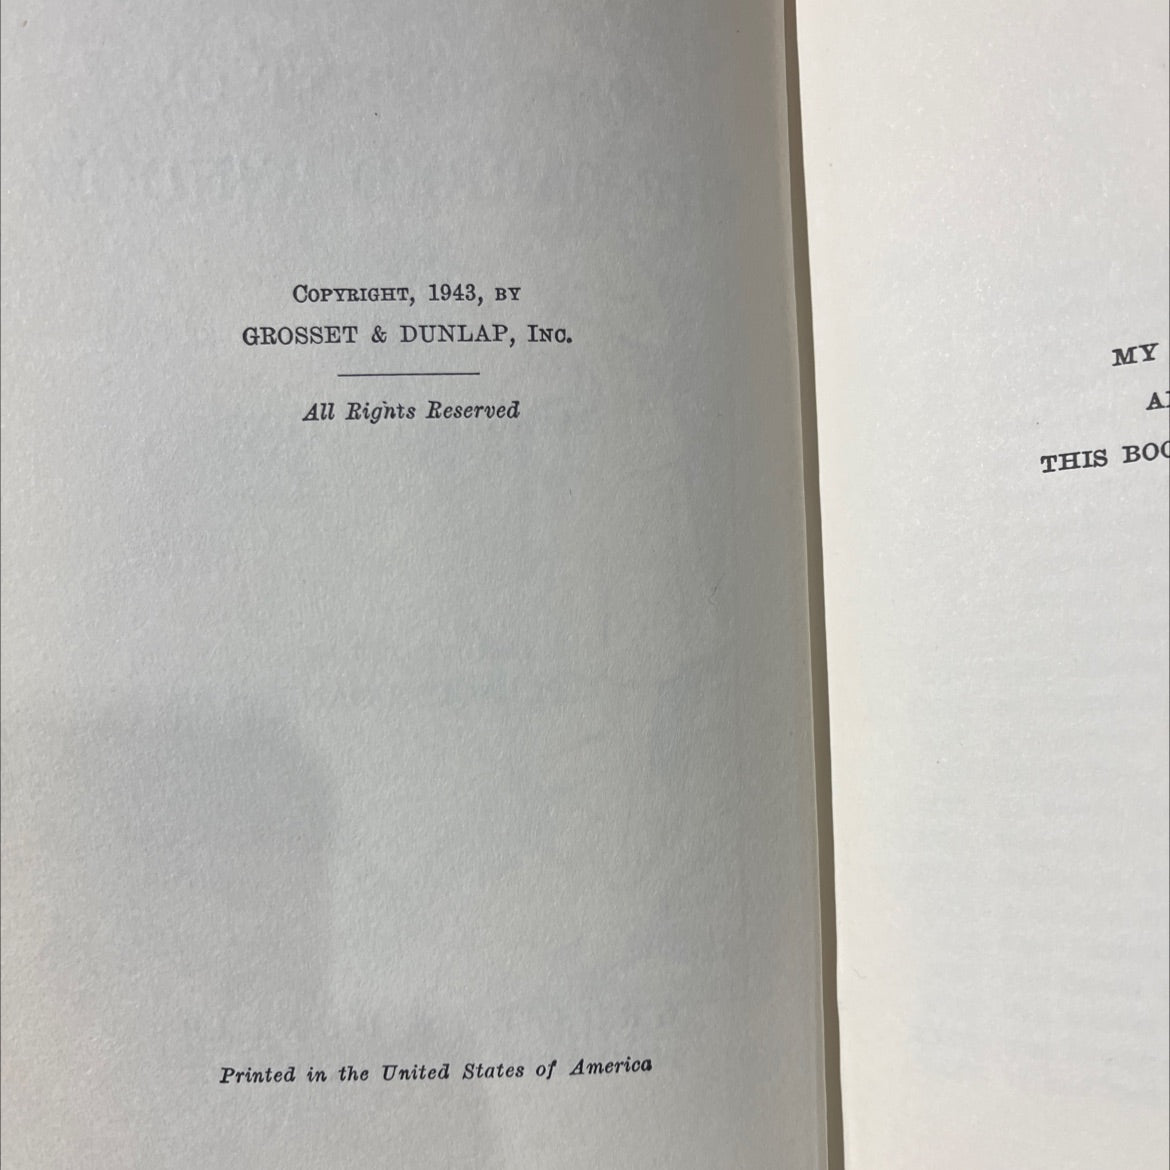 Copyright, 1943, by
GROSSET & DUNLAP, Inc.
All Rights Reserved
Printed in the United States of America
MY
THIS